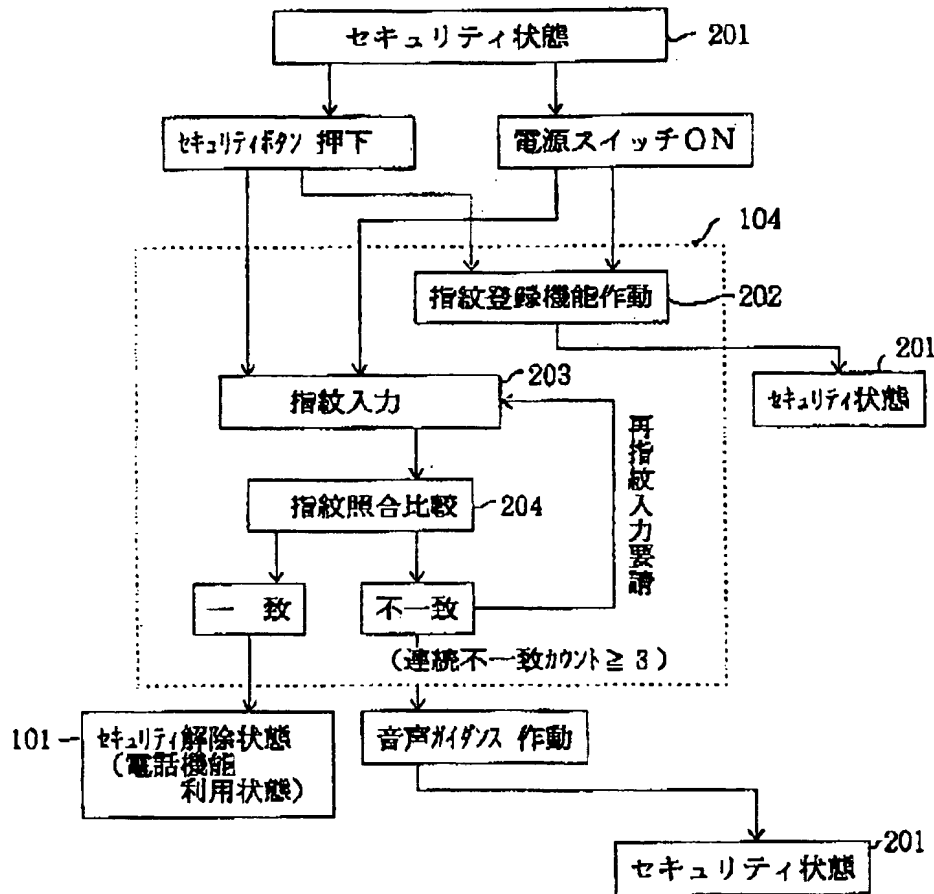 セキュリティ状態
201
セキュリティボタン 押下
電源スイッチON
104
指紋登録機能作動
202
201
セキュリティ状態
203
指紋入力
再指紋入力要請
指紋照合比較
204
一 致
不一致
(連続不一致カウント≧3)
101
セキュリティ解除状態
(電話機能
利用状態)
音声ガイダンス 作動
201
セキュリティ状態